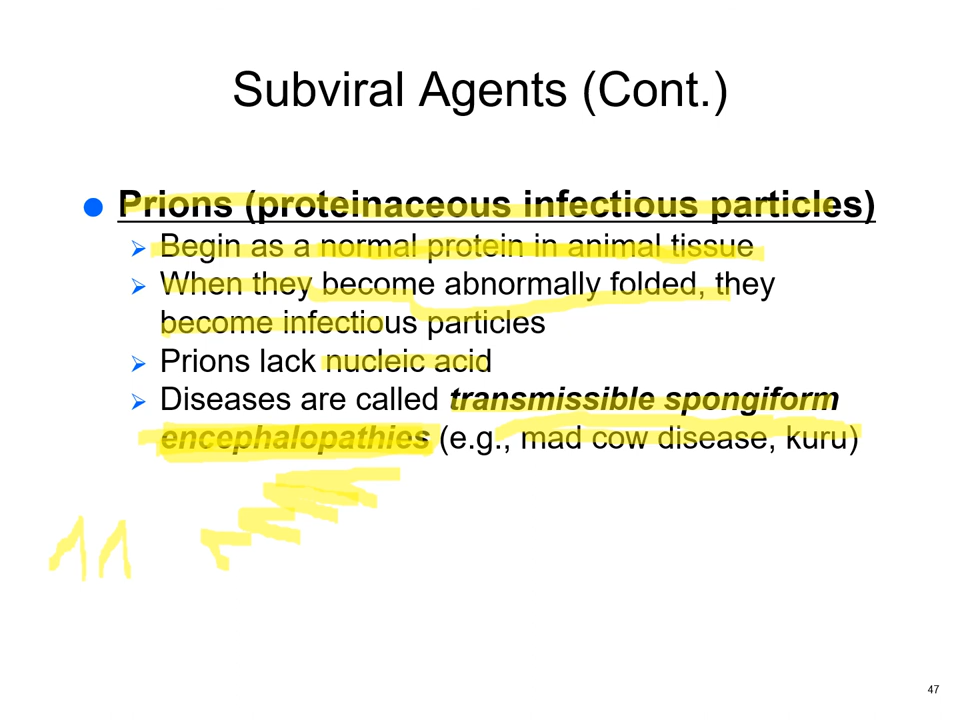 Subviral Agents (Cont.)
Prions (proteinaceous infectious particles)
Begin as a normal protein in animal tissue
When they become abnormally folded, they
become infectious particles
Prions lack nucleic acid
Diseases are called transmissible spongiform
encephalopathies (e.g., mad cow disease, kuru)
47